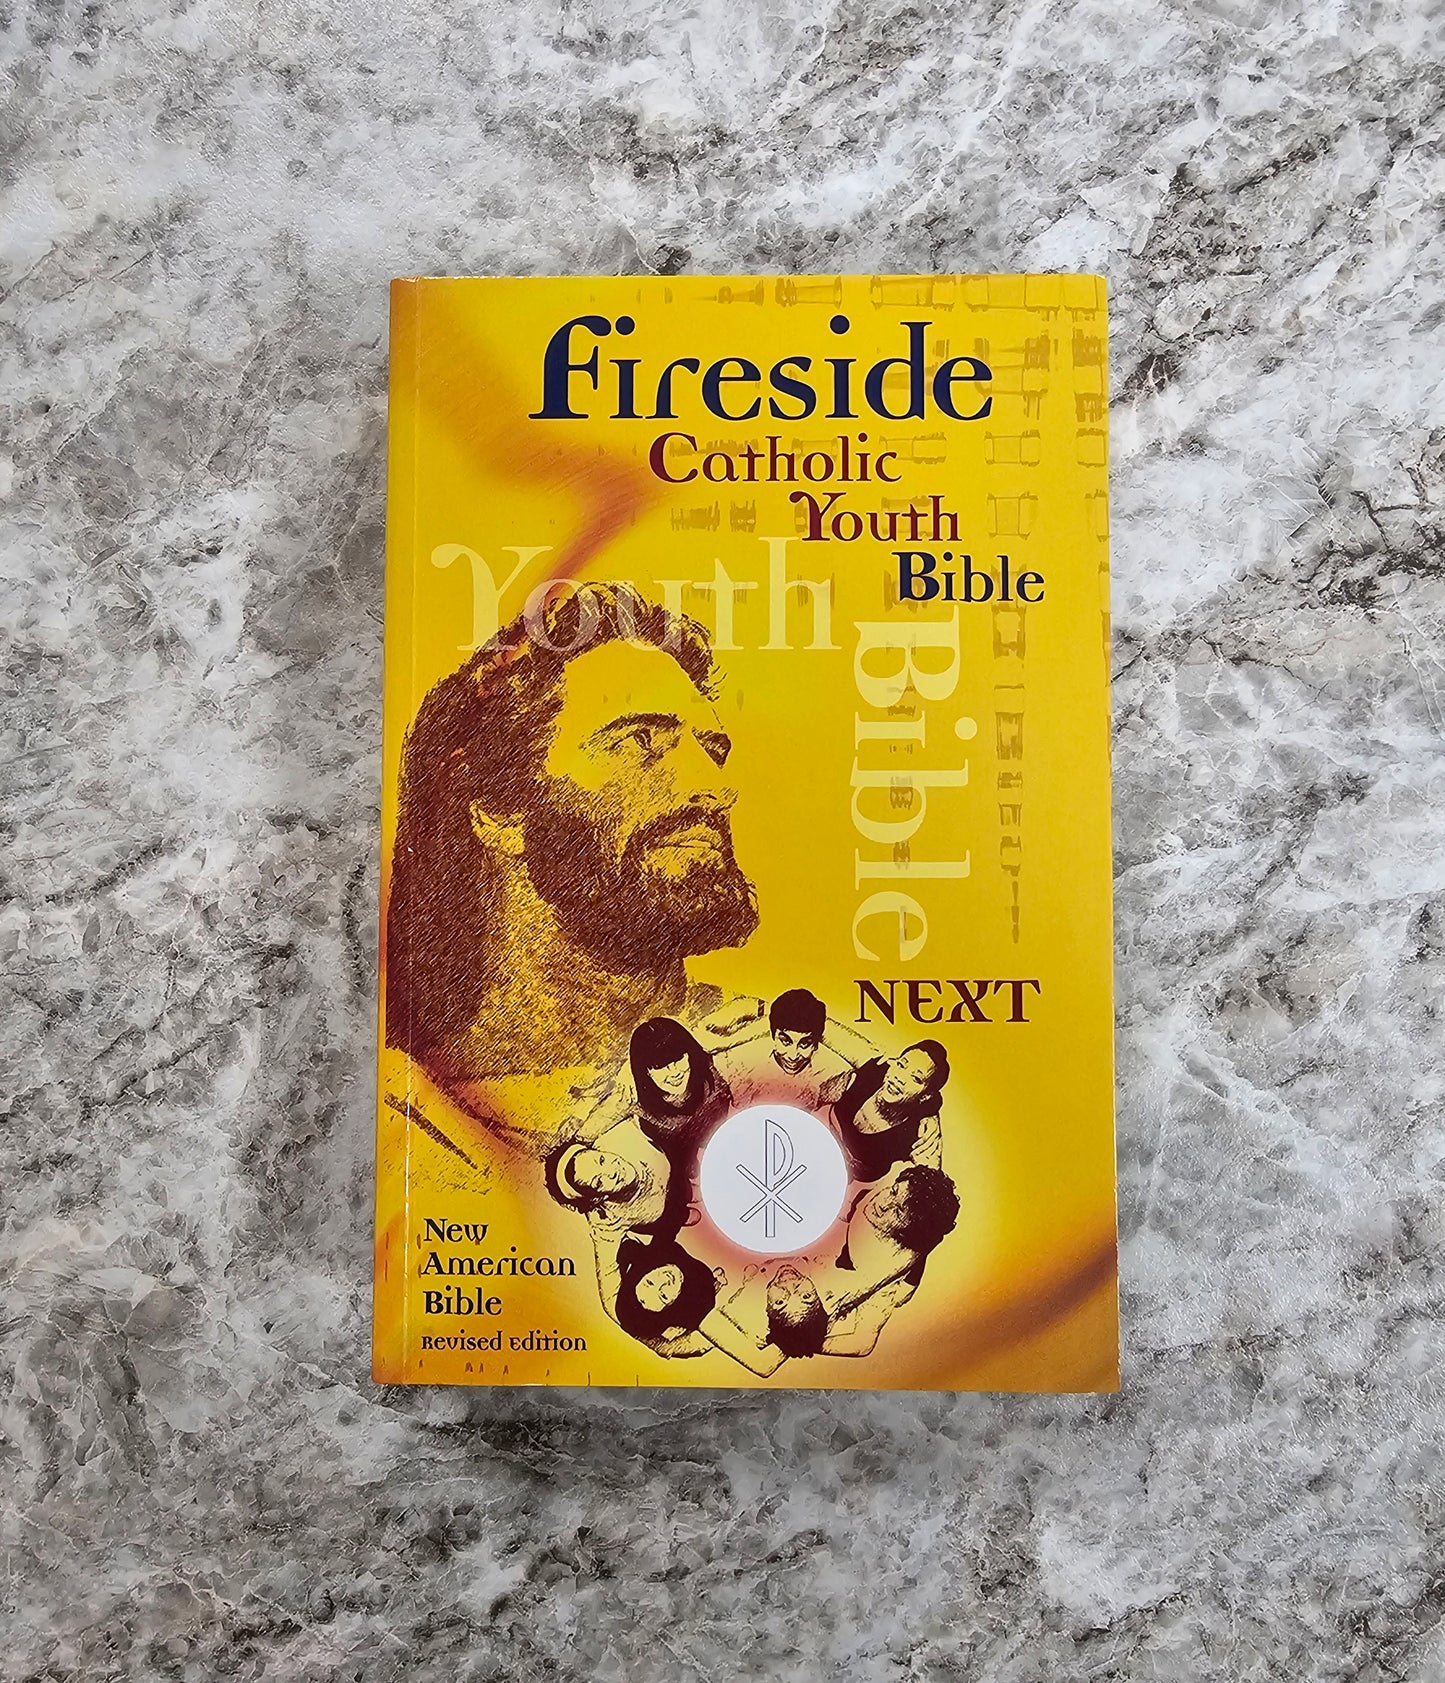 Fireside
Catholic
Youth
Bible
Youth
Bible
NEXT
New
American
Bible
Revised Edition